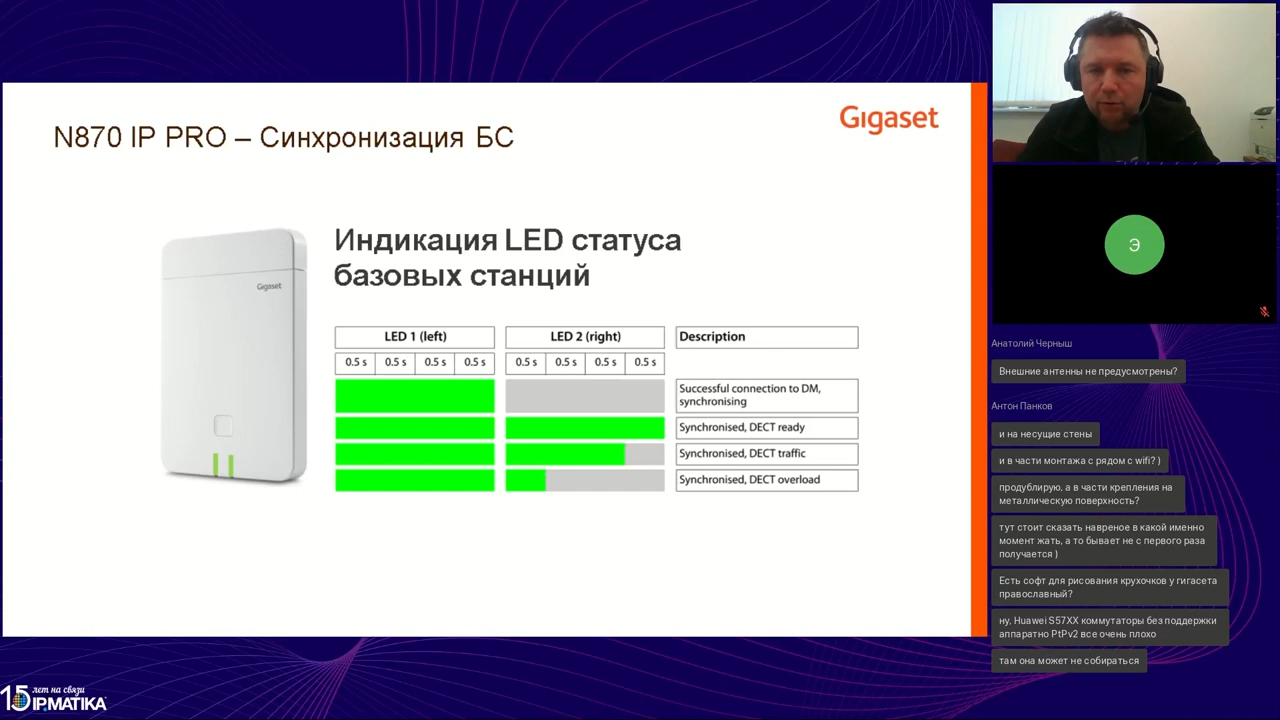 Gigaset
N870 IP PRO – Синхронизация БС
Индикация LED статуса
базовых станций
Gigaset
LED 1 (left) LED 2 (right) Description
0.5 s 0.5 s 0.5 s 0.5 s 0.5 s 0.5 s 0.5 s 0.5 s
Successful connection to DM,
synchronising
Synchronised, DECT ready
Synchronised, DECT traffic
Synchronised, DECT overload
15 лет на связи
IPMATIKA
Э
Анатолий Черныш
Внешние антенны не предусмотрены?
Антон Панков
и на несущие стены
и в части монтажа с рядом с wifi? )
продублирую, а в части крепления на
металлическую поверхность?
тут стоит сказать навреное в какой именно
момент жать, а то бывает не с первого раза
получается )
Есть софт для рисования крухочков у гигасета
православный?
ну, Huawei S57XX коммутаторы без поддержки
аппаратно PtPv2 все очень плохо
там она может не собираться